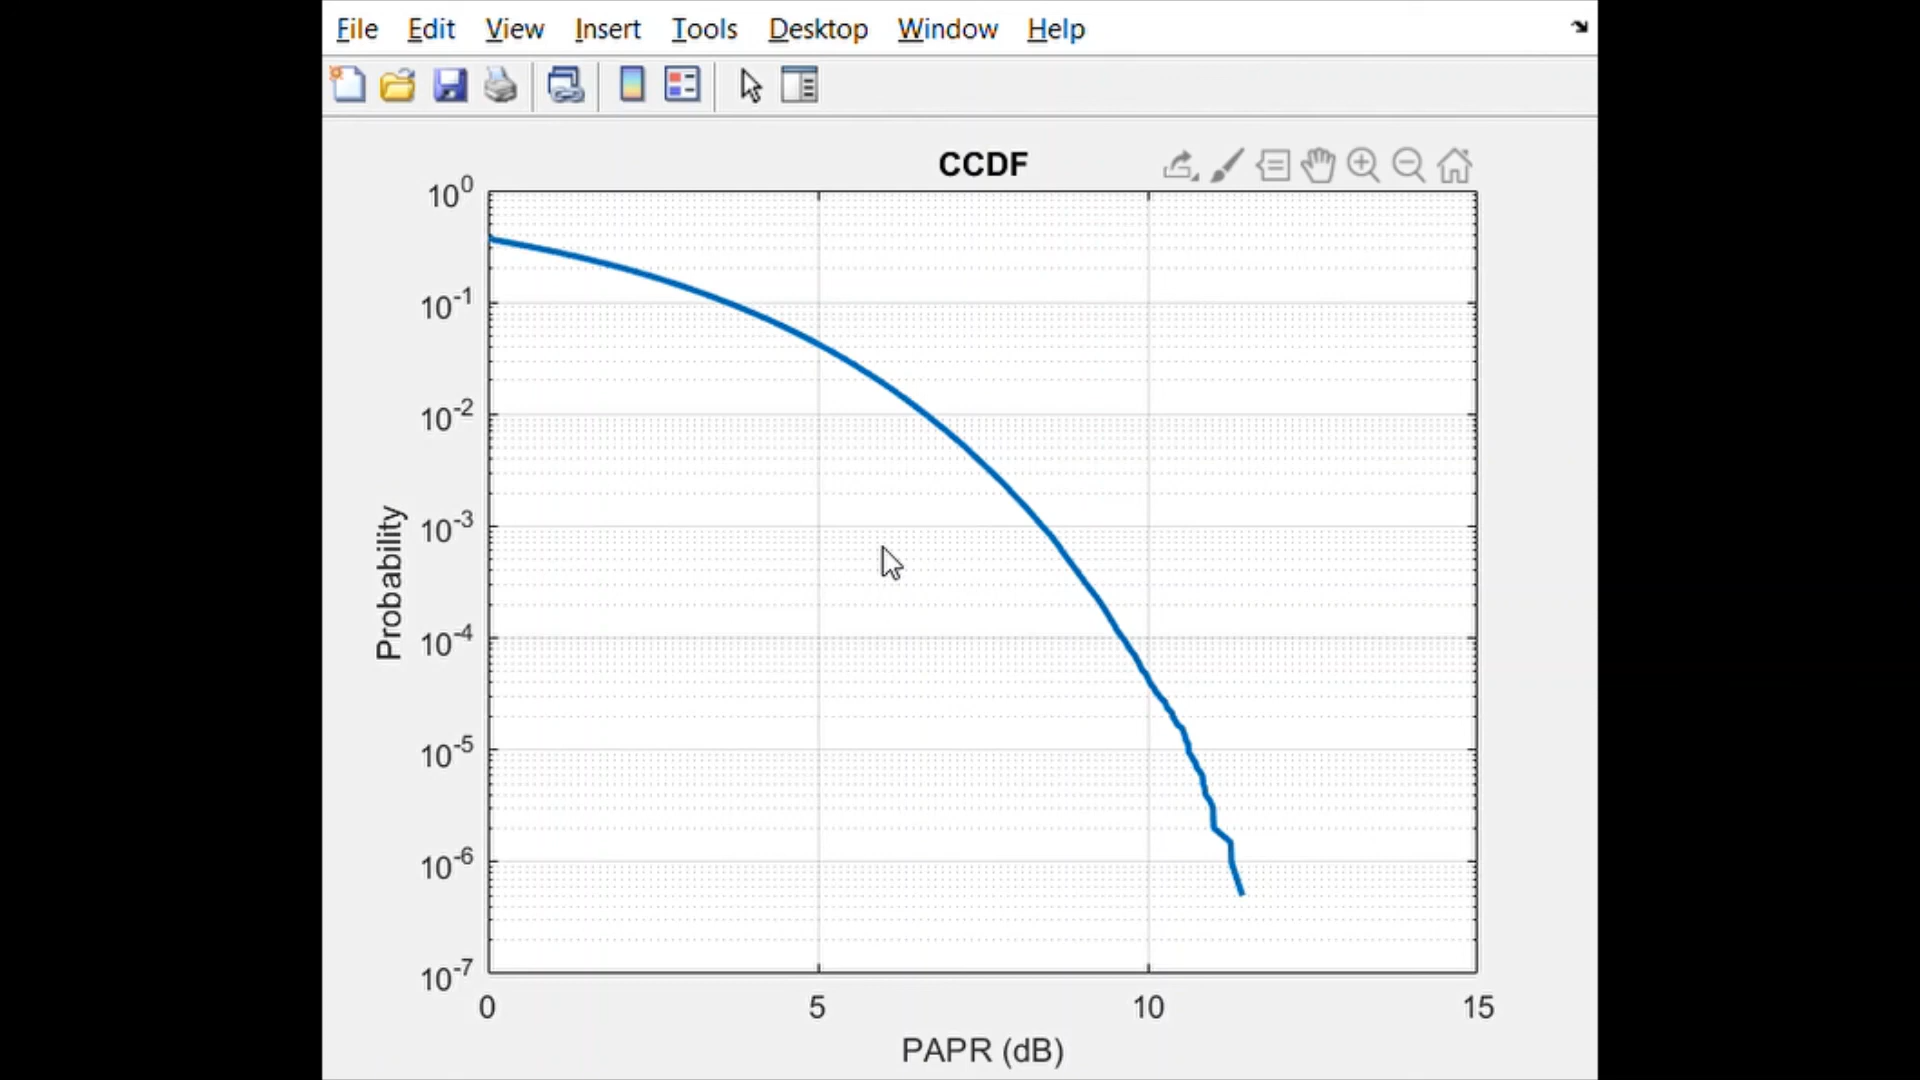 File Edit View Insert Tools Desktop Window Help
CCDF
10^0
10^-1
10^-2
10^-3
10^-4
10^-5
10^-6
10^-7
Probability
0 5 10 15
PAPR (dB)